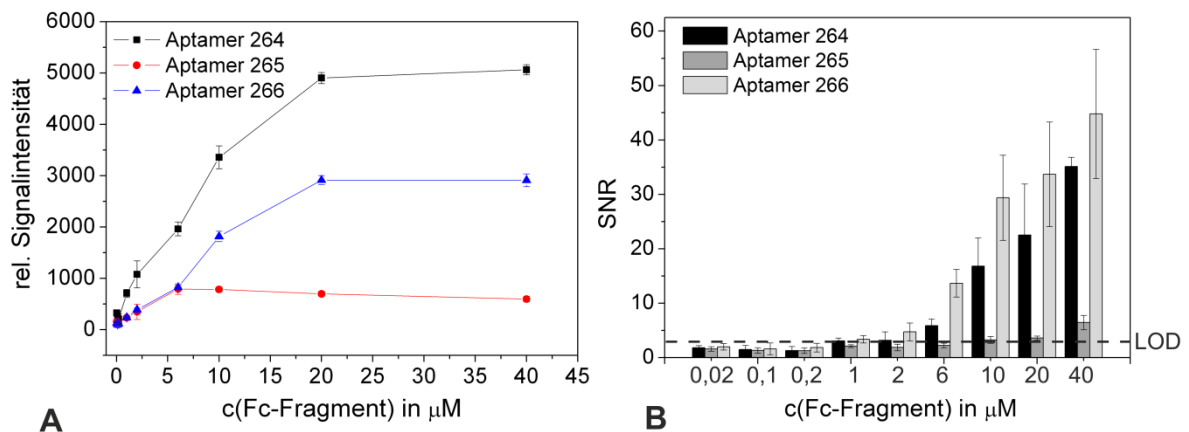 6000
5000
4000
3000
2000
1000
0
rel. Signalintensität
Aptamer 264
Aptamer 265
Aptamer 266
0 5 10 15 20 25 30 35 40 45
c(Fc-Fragment) in μM
A
60
50
40
30
20
10
0
SNR
Aptamer 264
Aptamer 265
Aptamer 266
LOD
0,02 0,1 0,2 1 2 6 10 20 40
c(Fc-Fragment) in μM
B